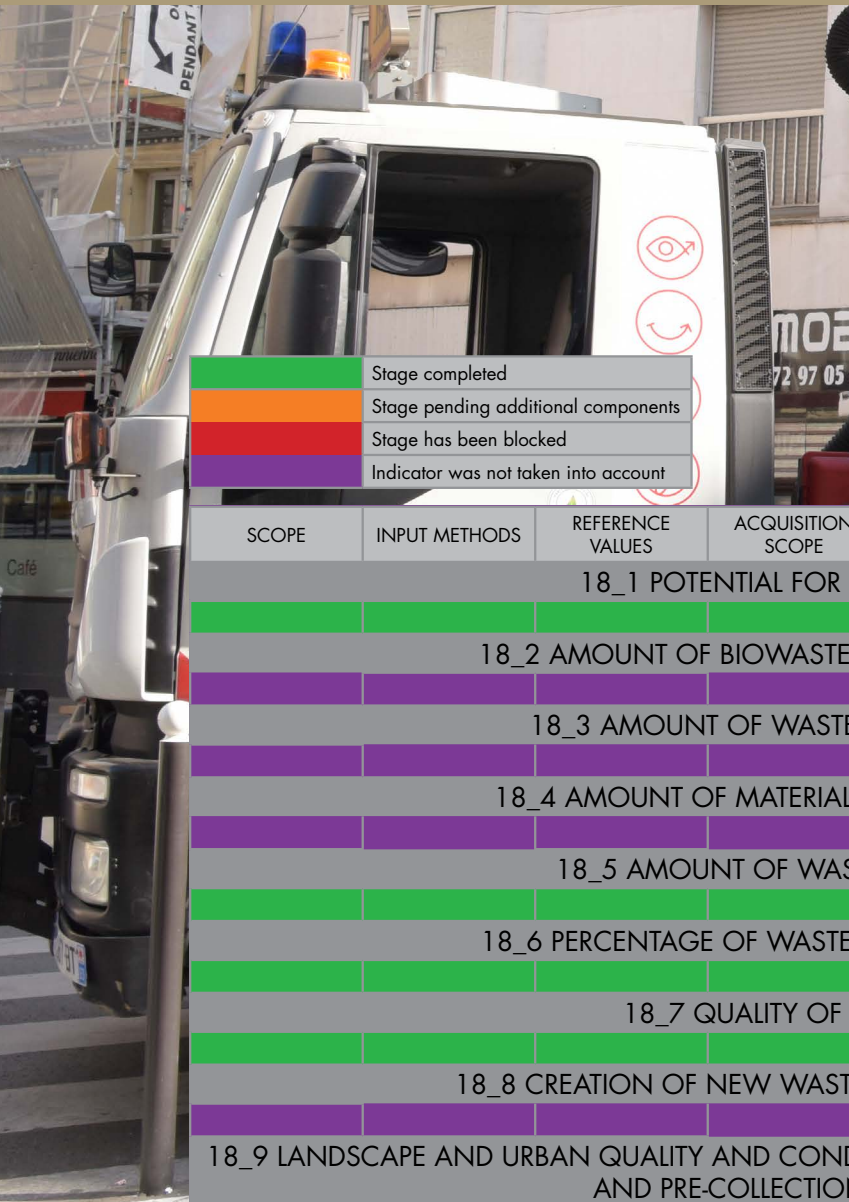 PENDANT
MOB
72 97 05
Café
Stage completed
Stage pending additional components
Stage has been blocked
Indicator was not taken into account
SCOPE
INPUT METHODS
REFERENCE
VALUES
ACQUISITION
SCOPE
18_1 POTENTIAL FOR
18_2 AMOUNT OF BIOWASTE
18_3 AMOUNT OF WASTE
18_4 AMOUNT OF MATERIAL
18_5 AMOUNT OF WAS
18_6 PERCENTAGE OF WASTE
18_7 QUALITY OF
18_8 CREATION OF NEW WAST
18_9 LANDSCAPE AND URBAN QUALITY AND COND
AND PRE-COLLECTION